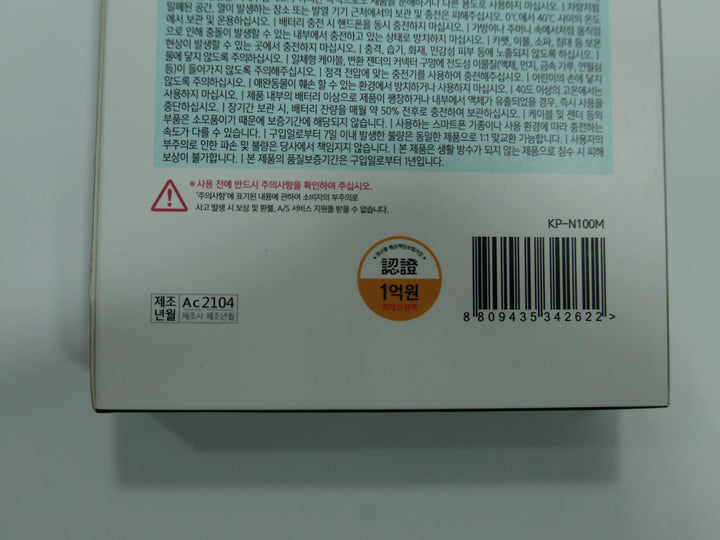 밀폐된 공간, 열이 발생하는 장소 또는 발열 기기 근처에서의 보관 및 충전은 피해주십시오. 0℃에서 40℃ 사이의 온도
에서 보관 및 운용하십시오. | 배터리 충전 시 핸드폰을 동시 충전하지 마십시오. | 가방이나 주머니 속에서처럼 움직임
으로 인해 충돌이 발생할 수 있는 내부에서 충전하고 있는 상태로 방치하지 마십시오. | 카펫, 이불, 소파, 침대 등 보온
현상이 발생할 수 있는 곳에서 충전하지 마십시오. | 충격, 습기, 화재, 민감성 피부 등에 노출되지 않도록 하십시오. |
물에 닿지 않도록 주의하십시오. | 일체형 케이블, 변환 젠더의 커넥터 구멍에 전도성 이물질(액체, 먼지, 금속 가루, 연필심
등)이 들어가지 않도록 주의해주십시오. | 정격 전압에 맞는 충전기를 사용하여 충전해주십시오. | 어린이의 손에 닿지
않도록 주의하십시오. | 애완동물이 훼손 할 수 있는 환경에서 방치하거나 사용하지 마십시오. | 40도 이상 고온에서는
사용하지 마십시오. | 제품 내부의 배터리 이상으로 제품이 팽창하거나 내부에서 액체가 유출되었을 경우, 즉시 사용을
중단하십시오. | 장기간 보관 시, 배터리 잔량을 매월 약 50% 전후로 충전하여 보관하십시오. | 케이블 및 젠더 등의
부품은 소모품이기 때문에 보증기간에 해당되지 않습니다. | 사용하는 스마트폰 기종이나 사용 환경에 따라 충전하는
속도가 다를 수 있습니다. | 구입일로부터 7일 이내 발생한 불량은 동일한 제품으로 1:1 맞교환 가능합니다. | 사용자의
부주의로 인한 파손 및 불량은 당사에서 책임지지 않습니다. | 본 제품은 생활 방수가 되지 않는 제품으로 침수 시 피해
보상이 불가합니다. | 본 제품의 품질보증기간은 구입일로부터 1년입니다.
※사용 전에 반드시 주의사항을 확인하여 주십시오.
'주의사항'에 표기된 내용에 관하여 소비자의 부주의로
사고 발생 시 보상 및 환불, A/S 서비스 지원을 받을 수 없습니다.
KP-N100M
생산물 배상책임보험가입
認證
1억원
최대 보장액
제조
년월
Ac2104
제조사 제조년월
8 809435 342622 >